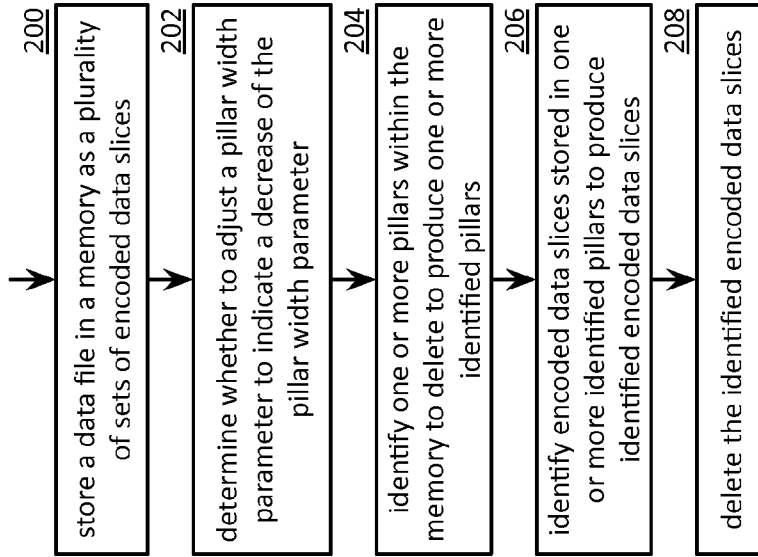 200
store a data file in a memory as a plurality
of sets of encoded data slices
202
determine whether to adjust a pillar width
parameter to indicate a decrease of the
pillar width parameter
204
identify one or more pillars within the
memory to delete to produce one or more
identified pillars
206
identify encoded data slices stored in one
or more identified pillars to produce
identified encoded data slices
208
delete the identified encoded data slices